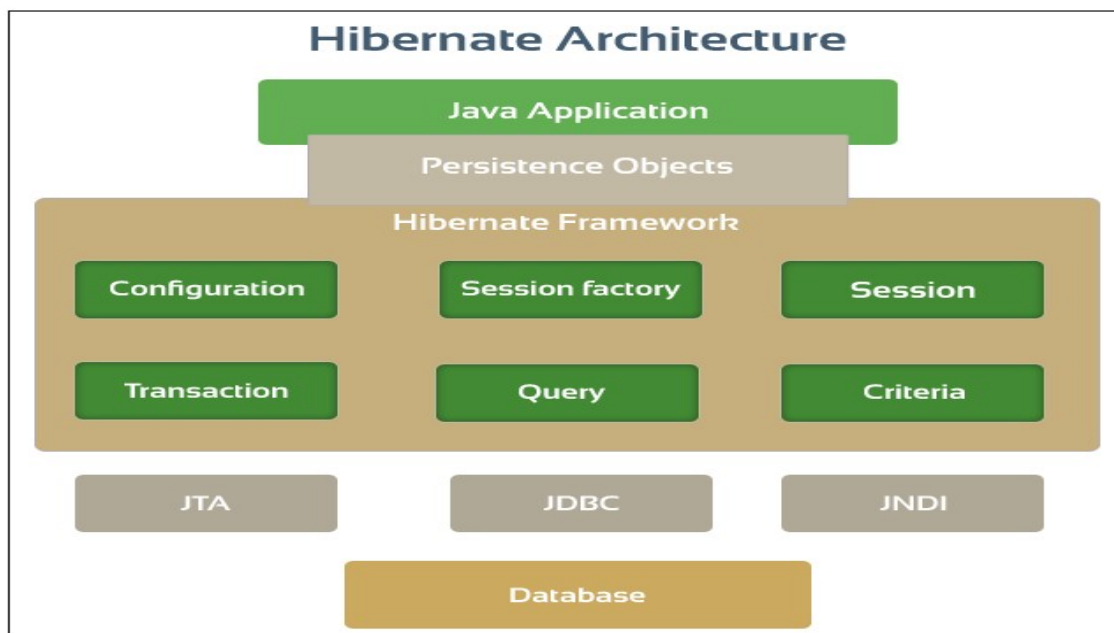 Hibernate Architecture
Java Application
Persistence Objects
Hibernate Framework
Configuration
Session factory
Session
Transaction
Query
Criteria
JTA
JDBC
JNDI
Database